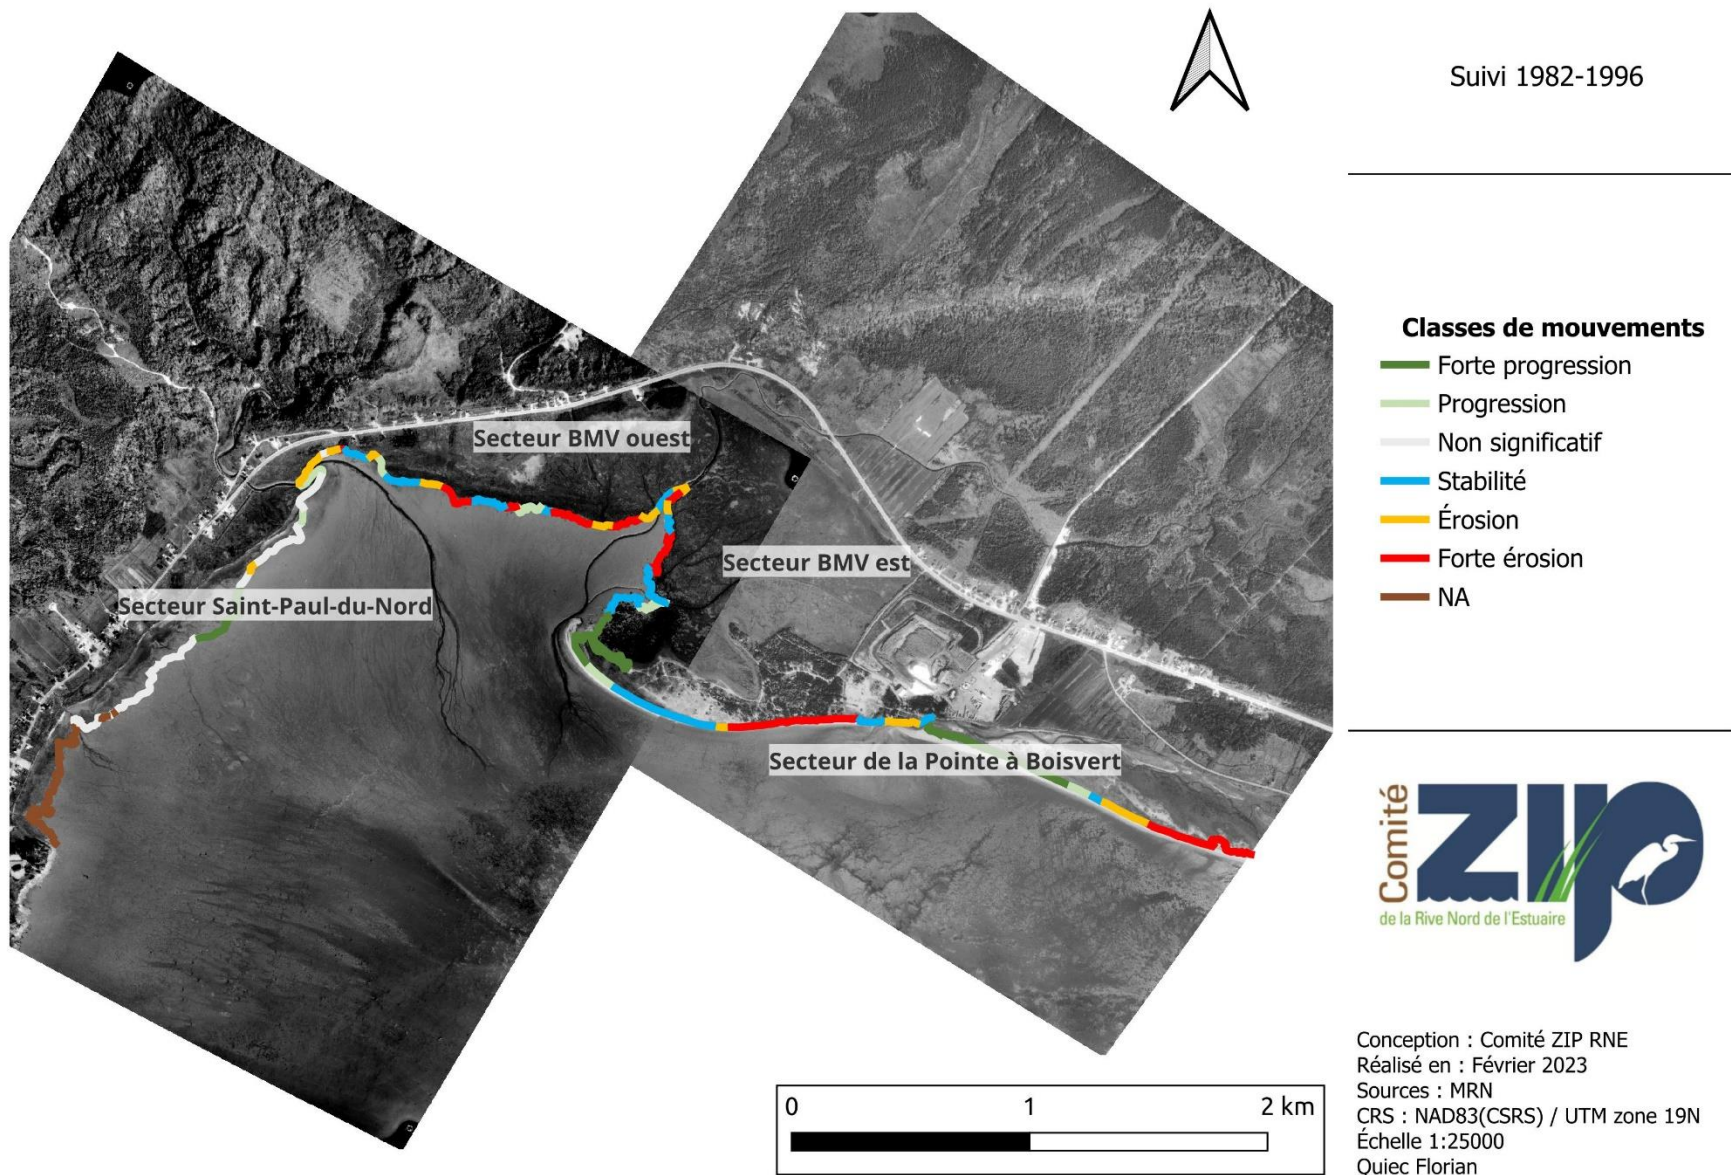 Suivi 1982-1996
Secteur BMV ouest
Secteur BMV est
Secteur Saint-Paul-du-Nord
Secteur de la Pointe à Boisvert
Classes de mouvements
Forte progression
Progression
Non significatif
Stabilité
Érosion
Forte érosion
NA
Comité
ZIP
de la Rive Nord de l'Estuaire
0 1 2 km
Conception : Comité ZIP RNE
Réalisé en : Février 2023
Sources : MRN
CRS : NAD83(CSRS) / UTM zone 19N
Échelle 1:25000
Quiec Florian